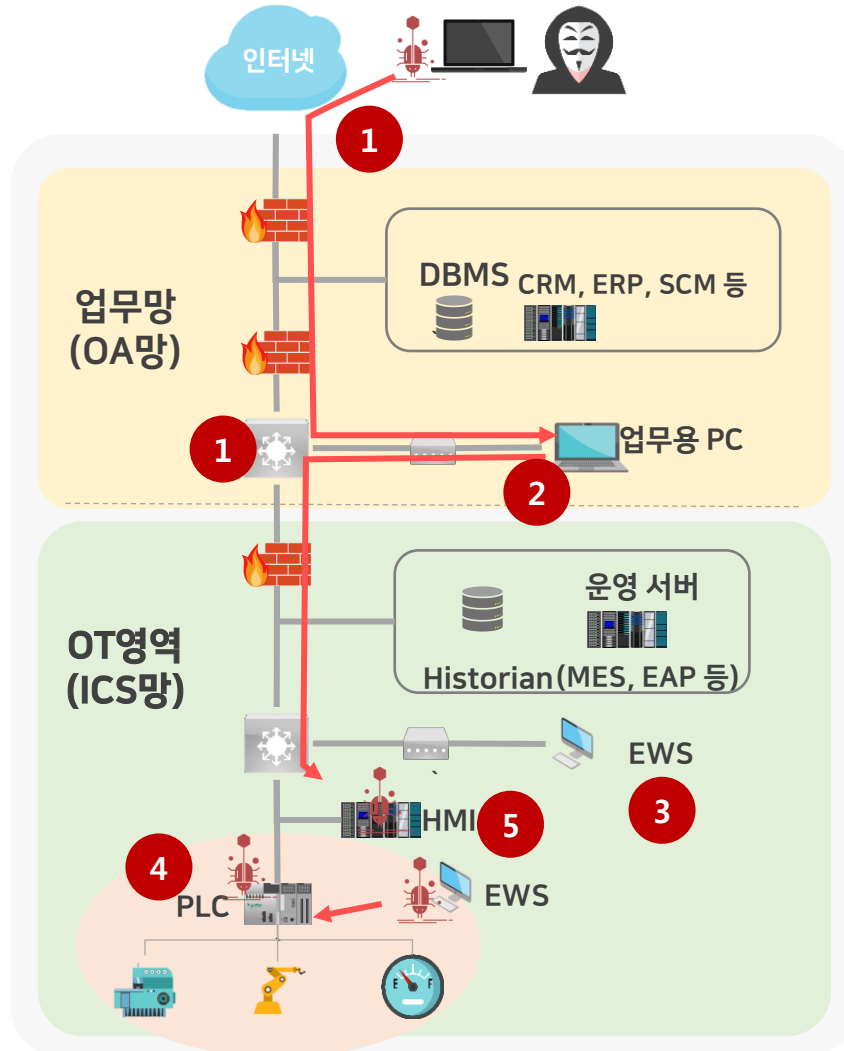 인터넷
1
DBMS
CRM, ERP, SCM 등
업무망
(OA망)
1
업무용 PC
2
운영 서버
OT영역
(ICS망)
Historian(MES, EAP 등)
EWS
3
HMI
5
4
PLC
EWS
E F